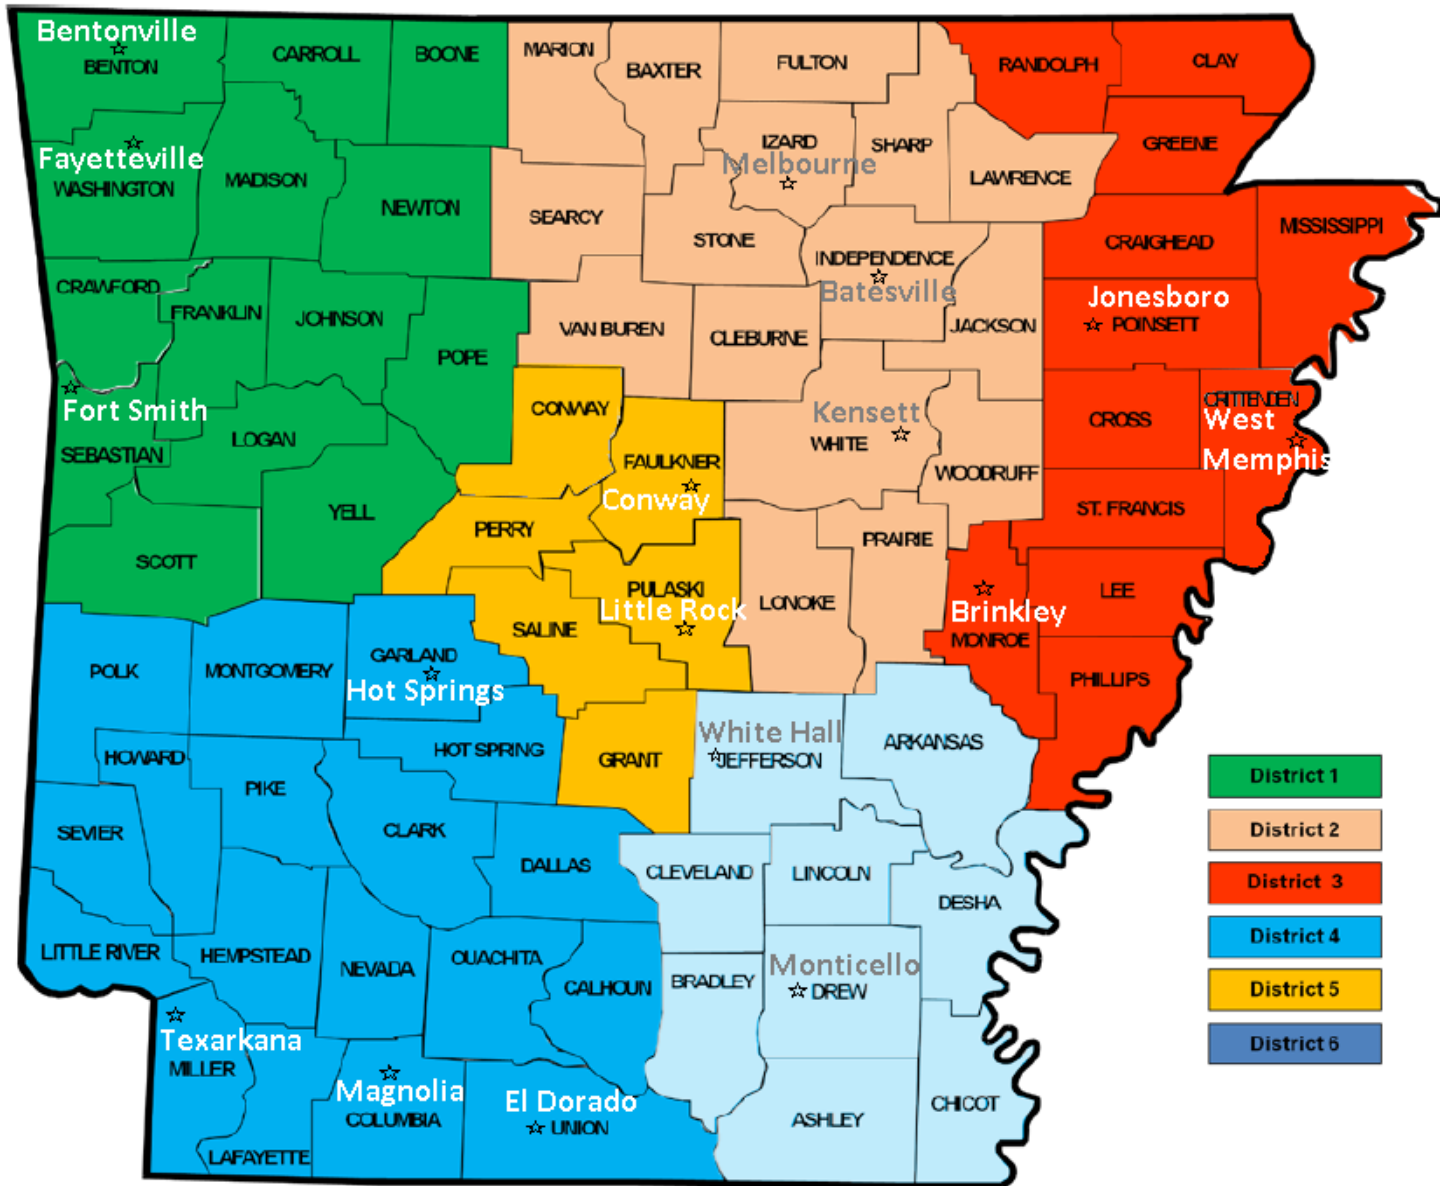 Bentonville
BENTON
CARROLL
BOONE
MARION
BAXTER
FULTON
RANDOLPH
CLAY
Fayetteville
WASHINGTON
MADISON
NEWTON
SEARCY
STONE
IZARD
Melbourne
SHARP
LAWRENCE
GREENE
CRAWFORD
FRANKLIN
JOHNSON
POPE
VAN BUREN
CLEBURNE
INDEPENDENCE
Batesville
JACKSON
CRAIGHEAD
MISSISSIPPI
Jonesboro
POINSETT
Fort Smith
SEBASTIAN
LOGAN
YELL
SCOTT
CONWAY
FAULKNER
Conway
PERRY
Kensett
WHITE
WOODRUFF
CROSS
CRITTENDEN
West
Memphis
ST. FRANCIS
PULASKI
Little Rock
SALINE
LONOKE
PRAIRIE
Brinkley
MONROE
LEE
PHILLIPS
POLK
MONTGOMERY
GARLAND
Hot Springs
HOT SPRING
GRANT
White Hall
JEFFERSON
ARKANSAS
HOWARD
PIKE
CLARK
SEVIER
DALLAS
CLEVELAND
LINCOLN
DESHA
LITTLE RIVER
HEMPSTEAD
NEVADA
OUACHITA
CALHOUN
BRADLEY
Monticello
DREW
Texarkana
MILLER
LAFAYETTE
Magnolia
COLUMBIA
El Dorado
UNION
ASHLEY
CHICOT
District 1
District 2
District 3
District 4
District 5
District 6